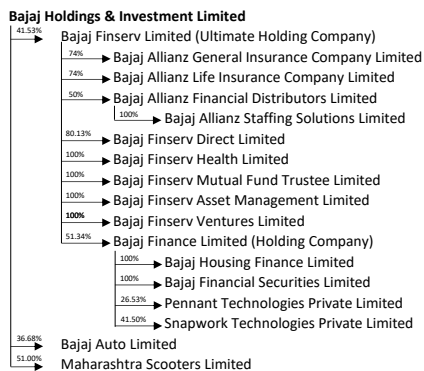 Bajaj Holdings & Investment Limited
41.53% Bajaj Finserv Limited (Ultimate Holding Company)
74% Bajaj Allianz General Insurance Company Limited
74% Bajaj Allianz Life Insurance Company Limited
50% Bajaj Allianz Financial Distributors Limited
100% Bajaj Allianz Staffing Solutions Limited
80.13% Bajaj Finserv Direct Limited
100% Bajaj Finserv Health Limited
100% Bajaj Finserv Mutual Fund Trustee Limited
100% Bajaj Finserv Asset Management Limited
100% Bajaj Finserv Ventures Limited
51.34% Bajaj Finance Limited (Holding Company)
100% Bajaj Housing Finance Limited
100% Bajaj Financial Securities Limited
26.53% Pennant Technologies Private Limited
41.50% Snapwork Technologies Private Limited
36.68% Bajaj Auto Limited
51.00% Maharashtra Scooters Limited